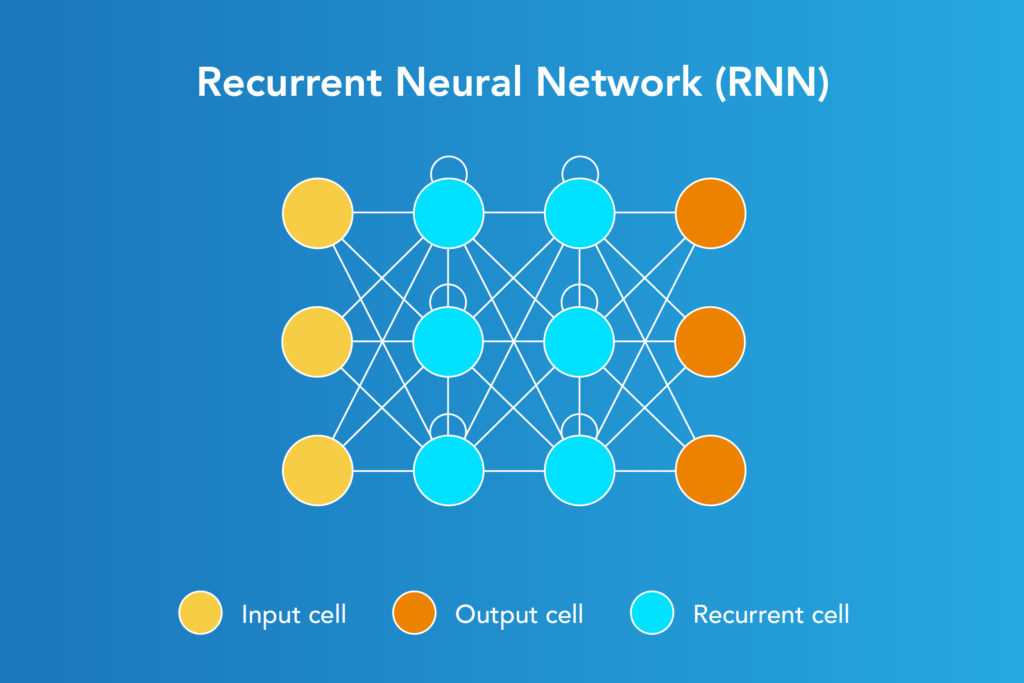 Recurrent Neural Network (RNN)
Input cell
Output cell
Recurrent cell